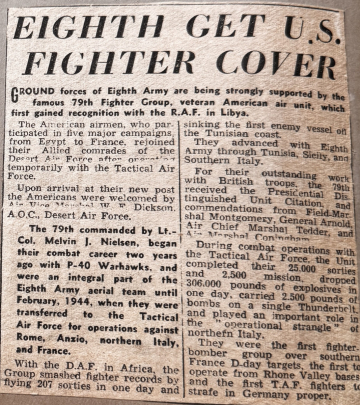 EIGHTH GET U.S.
FIGHTER COVER
GROUND forces of Eighth Army are being strongly supported by the
famous 79th Fighter Group, veteran American air unit, which
first gained recognition with the R.A.F. in Libya.
The American airmen, who par-
ticipated in five major campaigns
from Egypt to France, rejoined
their Allied comrades of the
Desert Air Force after operating
temporarily with the Tactical Air
Force.
Upon arrival at their new post
the Americans were welcomed by
F. Dickson,
A.O.C., Desert Air Force.
The 79th commanded by Lt.-
Col. Melvin J. Nielsen, began
their combat career two years
ago with P-40 Warhawks, and
were an integral part of the
Eighth Army aerial team until
February, 1944, when they were
transferred to the Tactical
Air Force for operations against
Rome, Anzio, northern Italy,
and France.
With the D.A.F. in Africa, the
Group smashed fighter records by
flying 207 sorties in one day and
sinking the first enemy vessel on
the Tunisian coast.
They advanced with Eighth
Army through Tunisia, Sicily, and
Southern Italy.
For their outstanding work
with British troops the 79th
received the Presidential Dis-
tinguished Unit Citation, and
commendations from Field-Mar-
shal Montgomery, General Arnold,
Air Chief Marshal Tedder, and
Air Marshal Coningham.
During combat operations with
the Tactical Air Force, the Unit
completed their 25,000 sorties
and 2,500 mission, dropped
306,000 pounds of explosives in
one day, carried 2,500 pounds of
bombs on a single Thunderbolt
and played an important role in
the "operational strangle"
northern Italy.
They were the first fighter-
bomber group over southern
France D-day targets, the first to
operate from Rhone Valley bases
and the first T.A.F. fighters to
strafe in Germany proper.